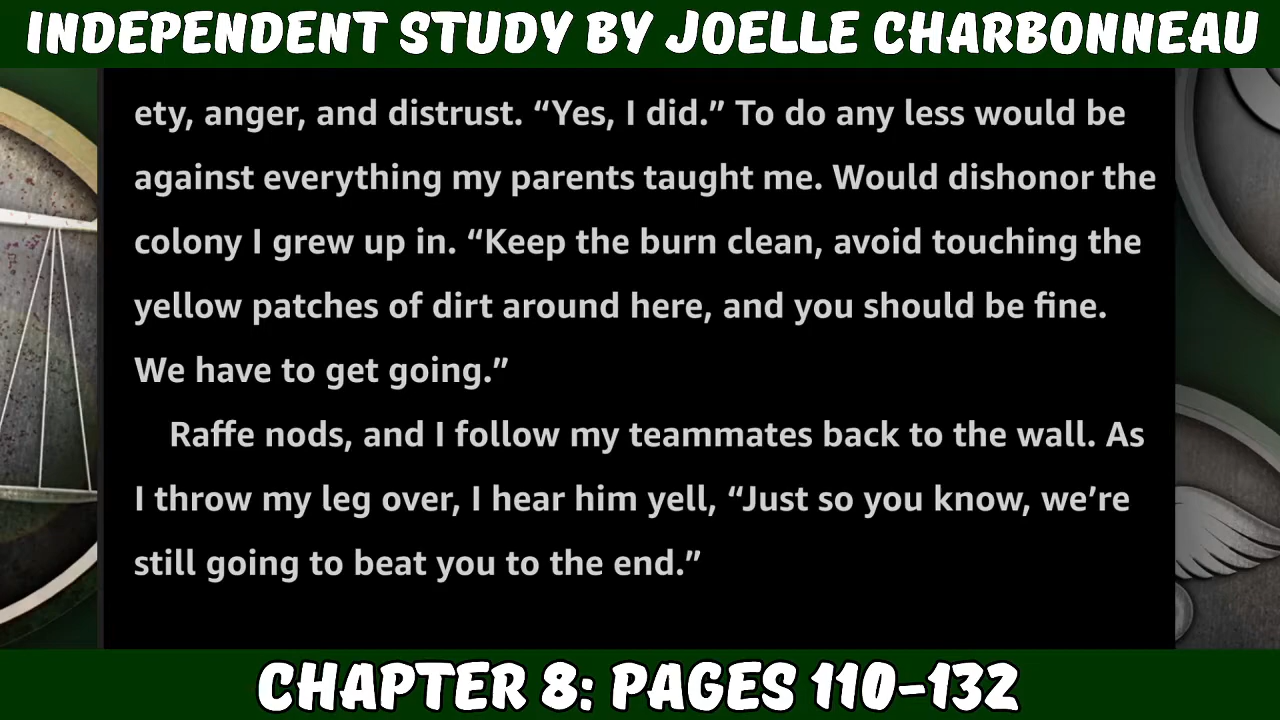 INDEPENDENT STUDY BY JOELLE CHARBONNEAU
ety, anger, and distrust. “Yes, I did.” To do any less would be
against everything my parents taught me. Would dishonor the
colony I grew up in. “Keep the burn clean, avoid touching the
yellow patches of dirt around here, and you should be fine.
We have to get going.”
Raffe nods, and I follow my teammates back to the wall. As
I throw my leg over, I hear him yell, “Just so you know, we’re
still going to beat you to the end.”
CHAPTER 8: PAGES 110-132